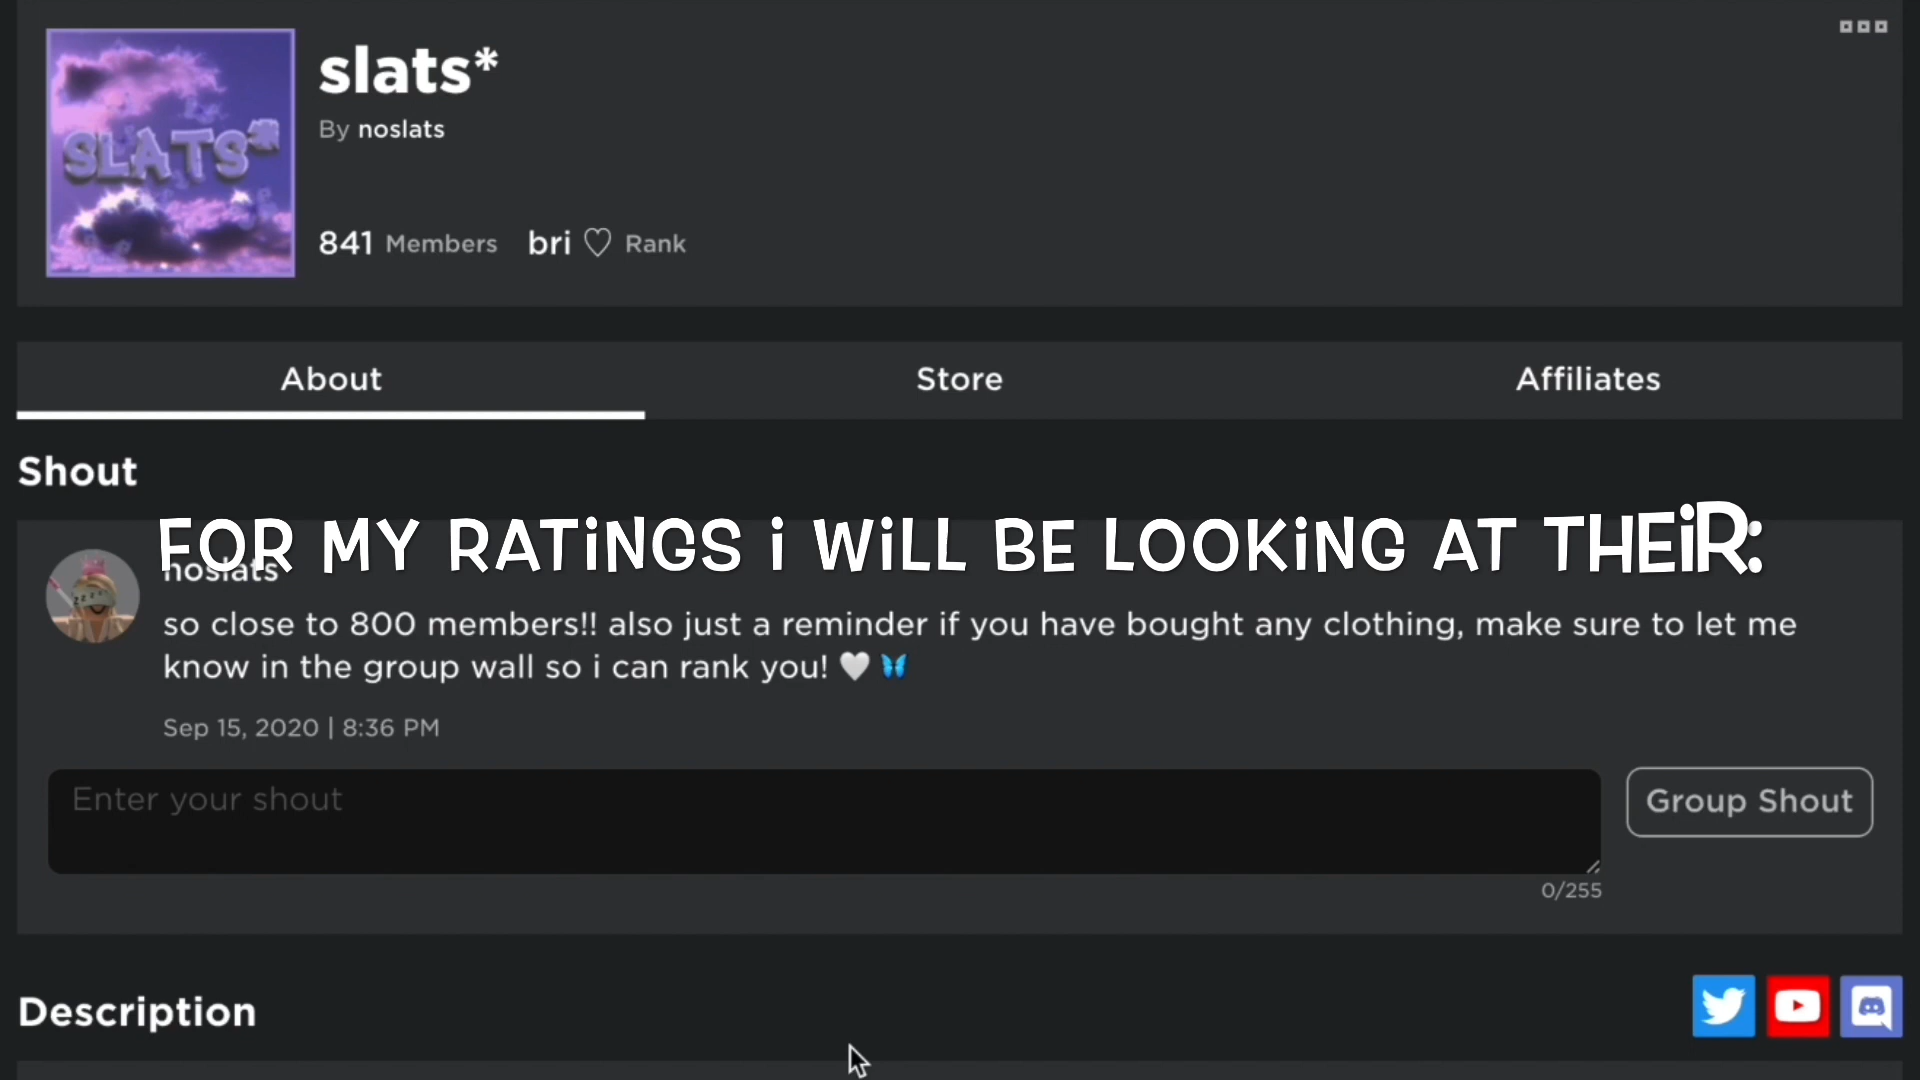 SLATS*
slats*
By noslats
841 Members bri ♡ Rank
About Store Affiliates
Shout
FOR MY RATiNGS i WiLL BE LOOKiNG AT THEiR:
noslats
so close to 800 members!! also just a reminder if you have bought any clothing, make sure to let me
know in the group wall so i can rank you! 🤍 🦋
Sep 15, 2020 | 8:36 PM
Enter your shout
Group Shout
0/255
Description